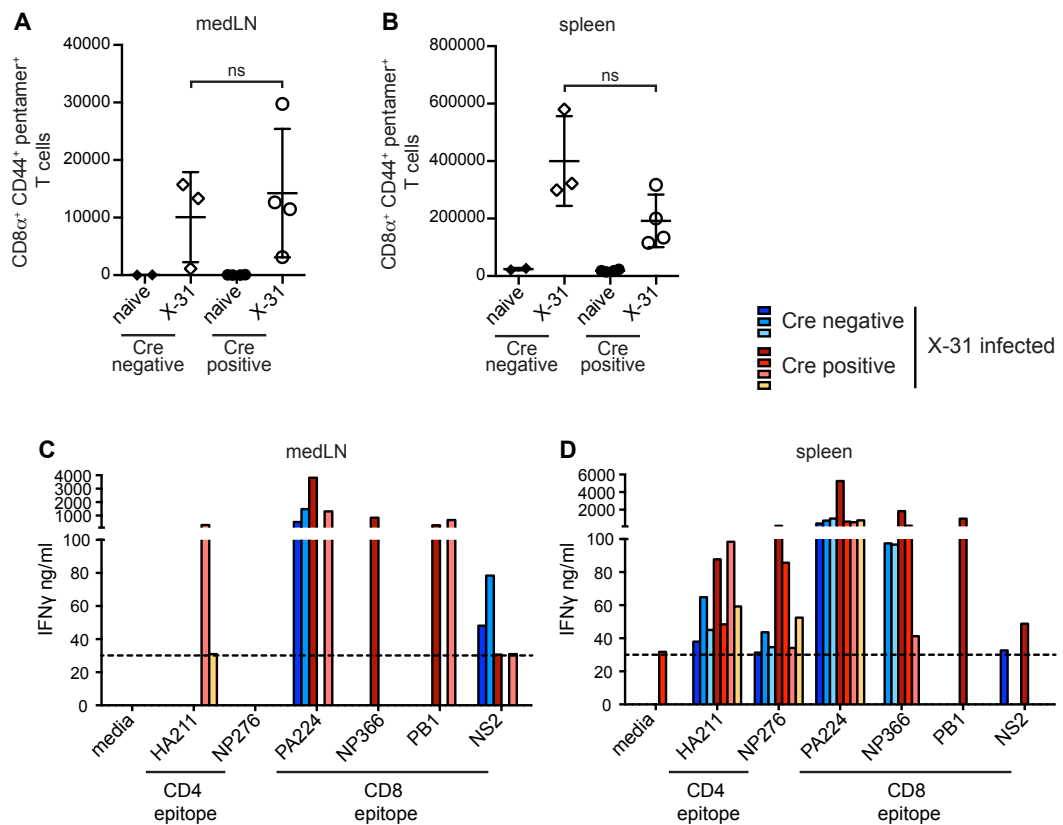 A
medLN
CD8α⁺ CD44⁺ pentamer⁺
T cells
40000
30000
20000
10000
0
ns
naive
X-31
naive
X-31
Cre
negative
Cre
positive
B
spleen
CD8α⁺ CD44⁺ pentamer⁺
T cells
800000
600000
400000
200000
0
ns
naive
X-31
naive
X-31
Cre
negative
Cre
positive
Cre negative
Cre positive
X-31 infected
C
medLN
IFNγ ng/ml
4000
3000
2000
1000
100
80
60
40
20
0
media
HA211
NP276
PA224
NP366
PB1
NS2
CD4
epitope
CD8
epitope
D
spleen
IFNγ ng/ml
6000
4000
2000
100
80
60
40
20
0
media
HA211
NP276
PA224
NP366
PB1
NS2
CD4
epitope
CD8
epitope